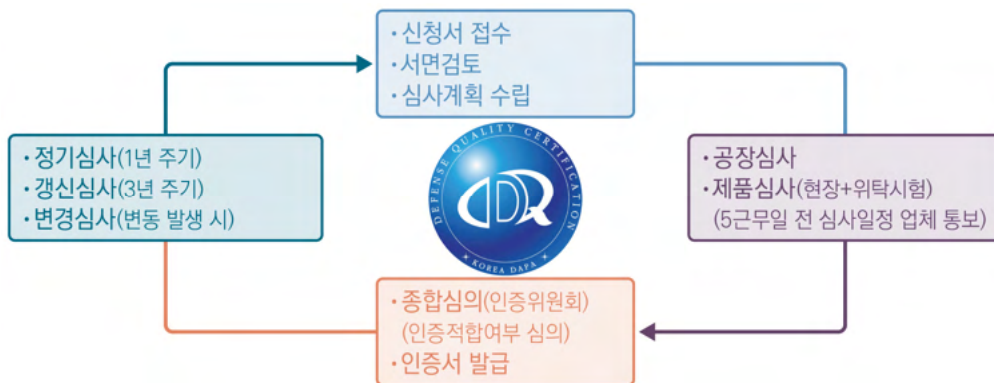 ·신청서 접수
·서면검토
·심사계획 수립
·정기심사(1년 주기)
·갱신심사(3년 주기)
·변경심사(변동 발생 시)
DEFENSE QUALITY CERTIFICATION
DQ
KOREA DAPA
·공장심사
·제품심사(현장+위탁시험)
(5근무일 전 심사일정 업체 통보)
·종합심의(인증위원회)
(인증적합여부 심의)
·인증서 발급